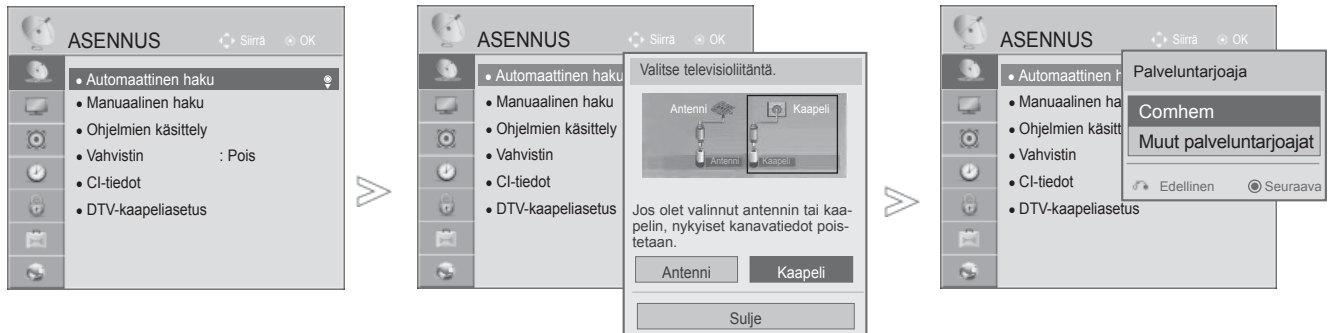 ASENNUS
Siirrä
OK
• Automaattinen haku
• Manuaalinen haku
• Ohjelmien käsittely
• Vahvistin : Pois
• CI-tiedot
• DTV-kaapeliasetus
ASENNUS
Siirrä
OK
• Automaattinen haku
• Manuaalinen haku
• Ohjelmien käsittely
• Vahvistin
• CI-tiedot
• DTV-kaapeliasetus
Valitse televisioliitäntä.
Antenni
Kaapeli
Antenni
Kaapeli
Jos olet valinnut antennin tai kaa-
pelin, nykyiset kanavatiedot pois-
tetaan.
Antenni
Kaapeli
Sulje
ASENNUS
Siirrä
OK
• Automaattinen h
• Manuaalinen ha
• Ohjelmien käsitt
• Vahvistin
• CI-tiedot
• DTV-kaapeliasetus
Palveluntarjoaja
Comhem
Muut palveluntarjoajat
Edellinen
Seuraava